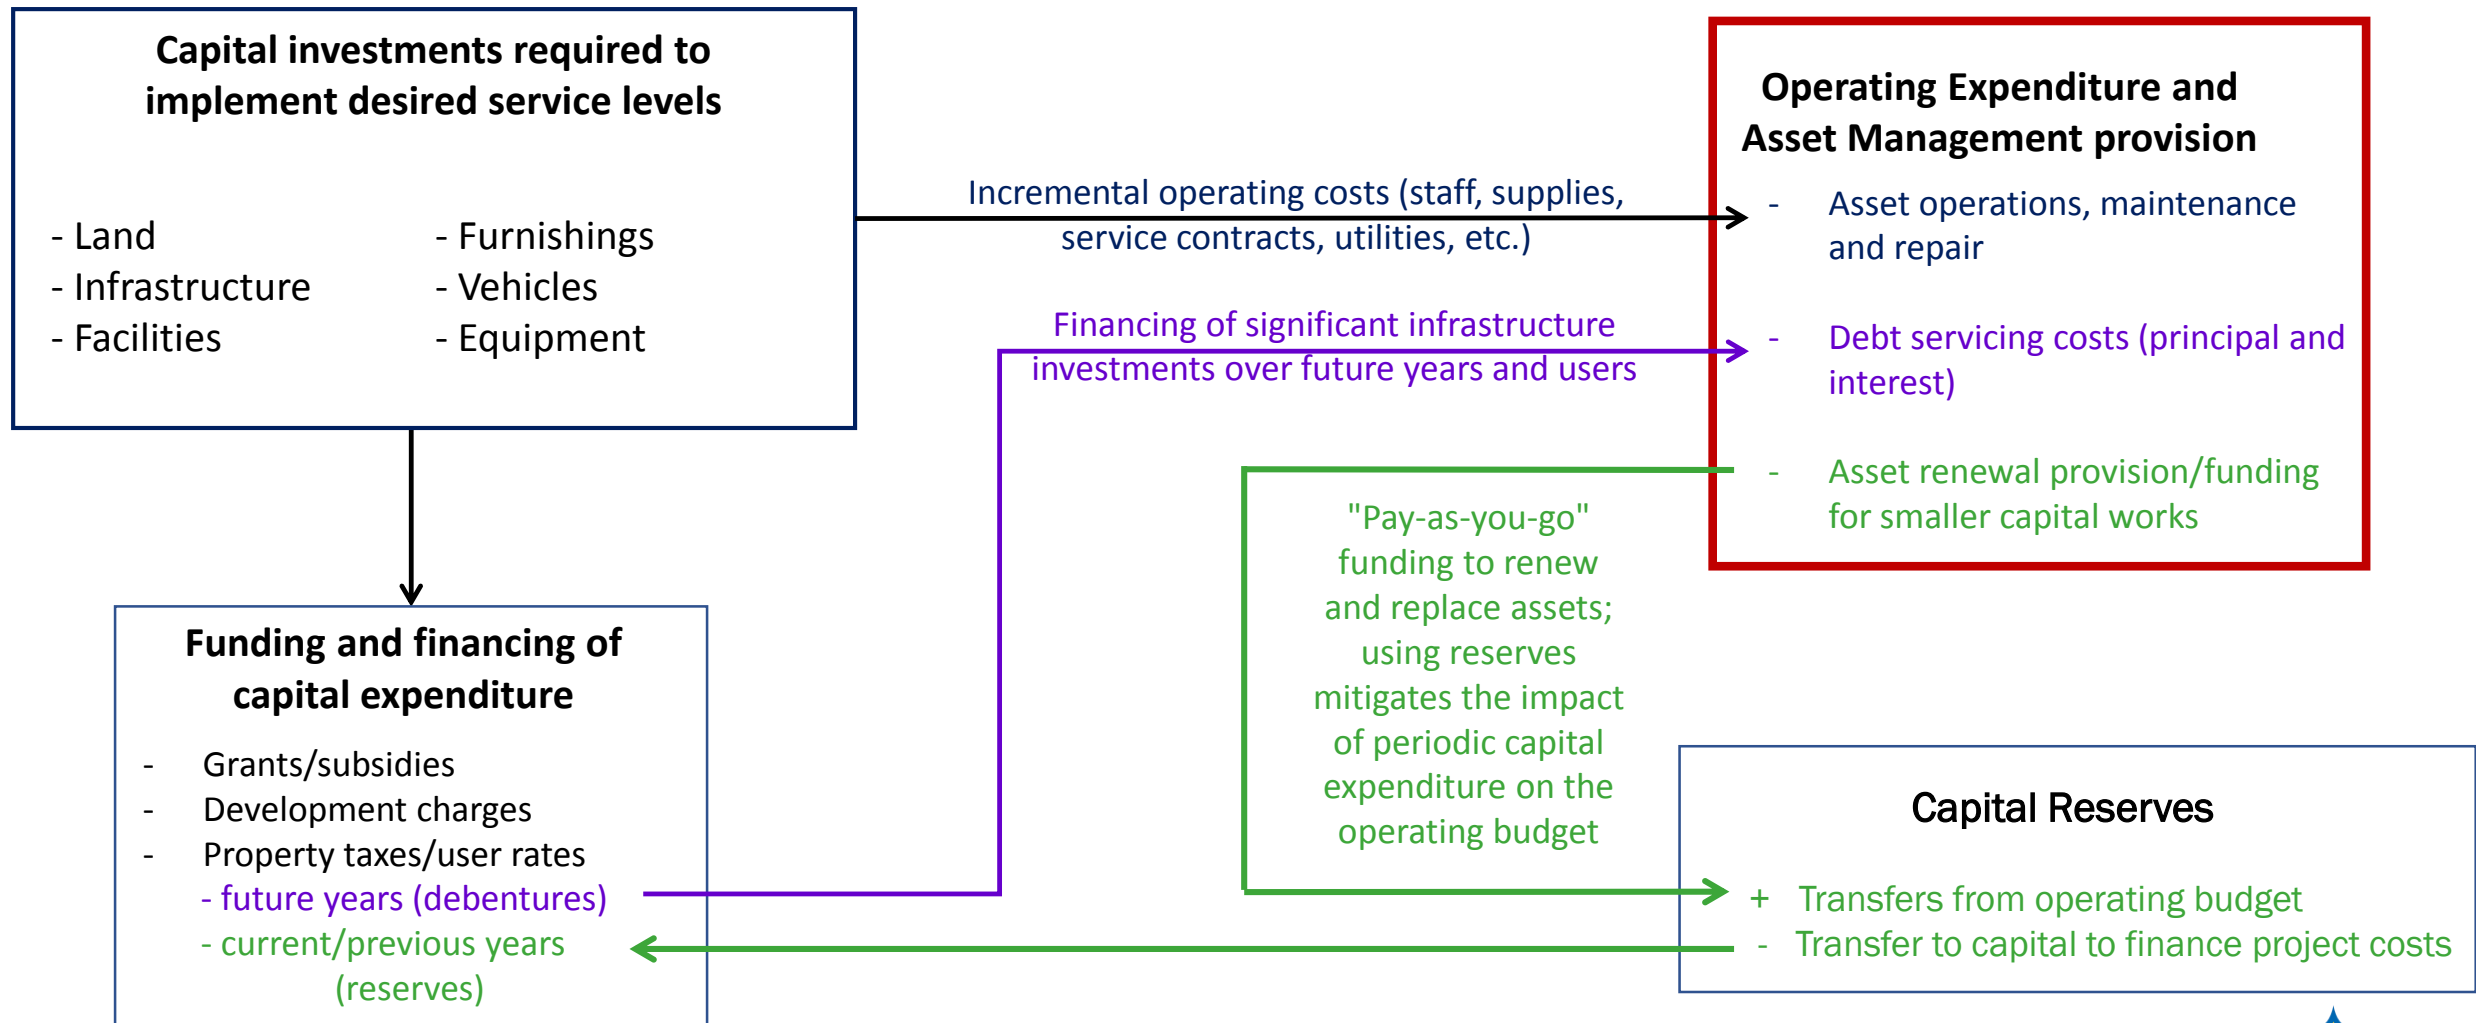 Capital investments required to
implement desired service levels
- Land
- Infrastructure
- Facilities
- Furnishings
- Vehicles
- Equipment
Incremental operating costs (staff, supplies,
service contracts, utilities, etc.)
Financing of significant infrastructure
investments over future years and users
Operating Expenditure and
Asset Management provision
- Asset operations, maintenance
and repair
- Debt servicing costs (principal and
interest)
- Asset renewal provision/funding
for smaller capital works
"Pay-as-you-go"
funding to renew
and replace assets;
using reserves
mitigates the impact
of periodic capital
expenditure on the
operating budget
Funding and financing of
capital expenditure
- Grants/subsidies
- Development charges
- Property taxes/user rates
- future years (debentures)
- current/previous years
(reserves)
Capital Reserves
+ Transfers from operating budget
- Transfer to capital to finance project costs